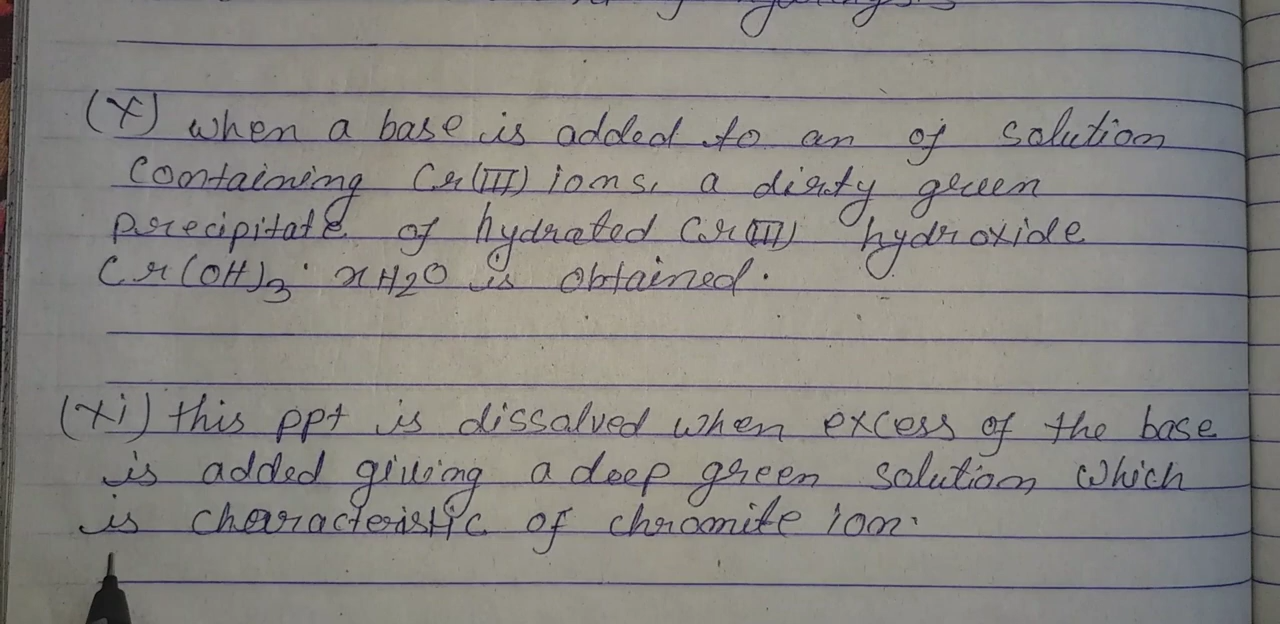 (x) when a base is added to an of solution
containing Cr(III) ions, a dirty green
precipitate of hydrated Cr(III) hydroxide
Cr(OH)3 · xH2O is obtained.
(xi) this ppt is dissalved when excess of the base
is added giving a deep green solution which
is characteristic of chromite ion.